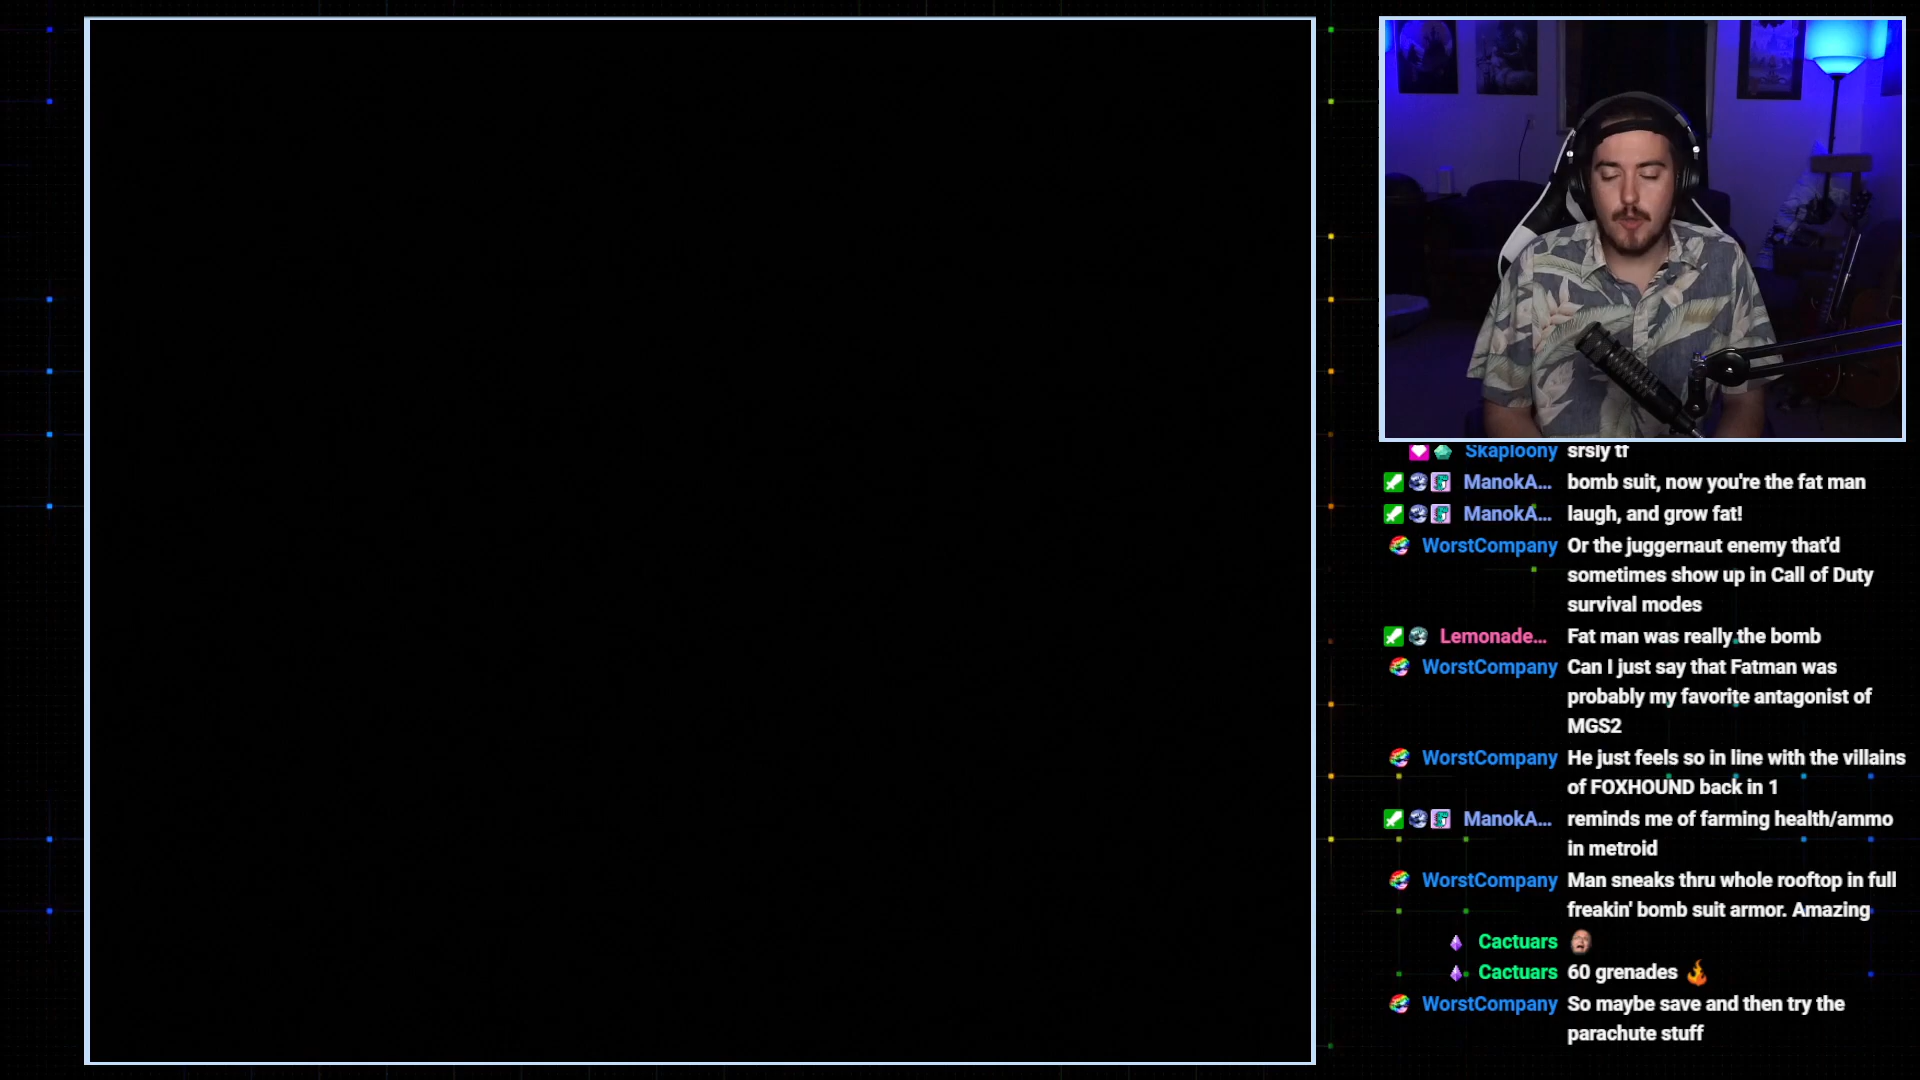 Skaploony srsly tf
ManokA... bomb suit, now you're the fat man
ManokA... laugh, and grow fat!
WorstCompany Or the juggernaut enemy that'd
sometimes show up in Call of Duty
survival modes
Lemonade... Fat man was really the bomb
WorstCompany Can I just say that Fatman was
probably my favorite antagonist of
MGS2
WorstCompany He just feels so in line with the villains
of FOXHOUND back in 1
ManokA... reminds me of farming health/ammo
in metroid
WorstCompany Man sneaks thru whole rooftop in full
freakin' bomb suit armor. Amazing
Cactuars
Cactuars 60 grenades
WorstCompany So maybe save and then try the
parachute stuff